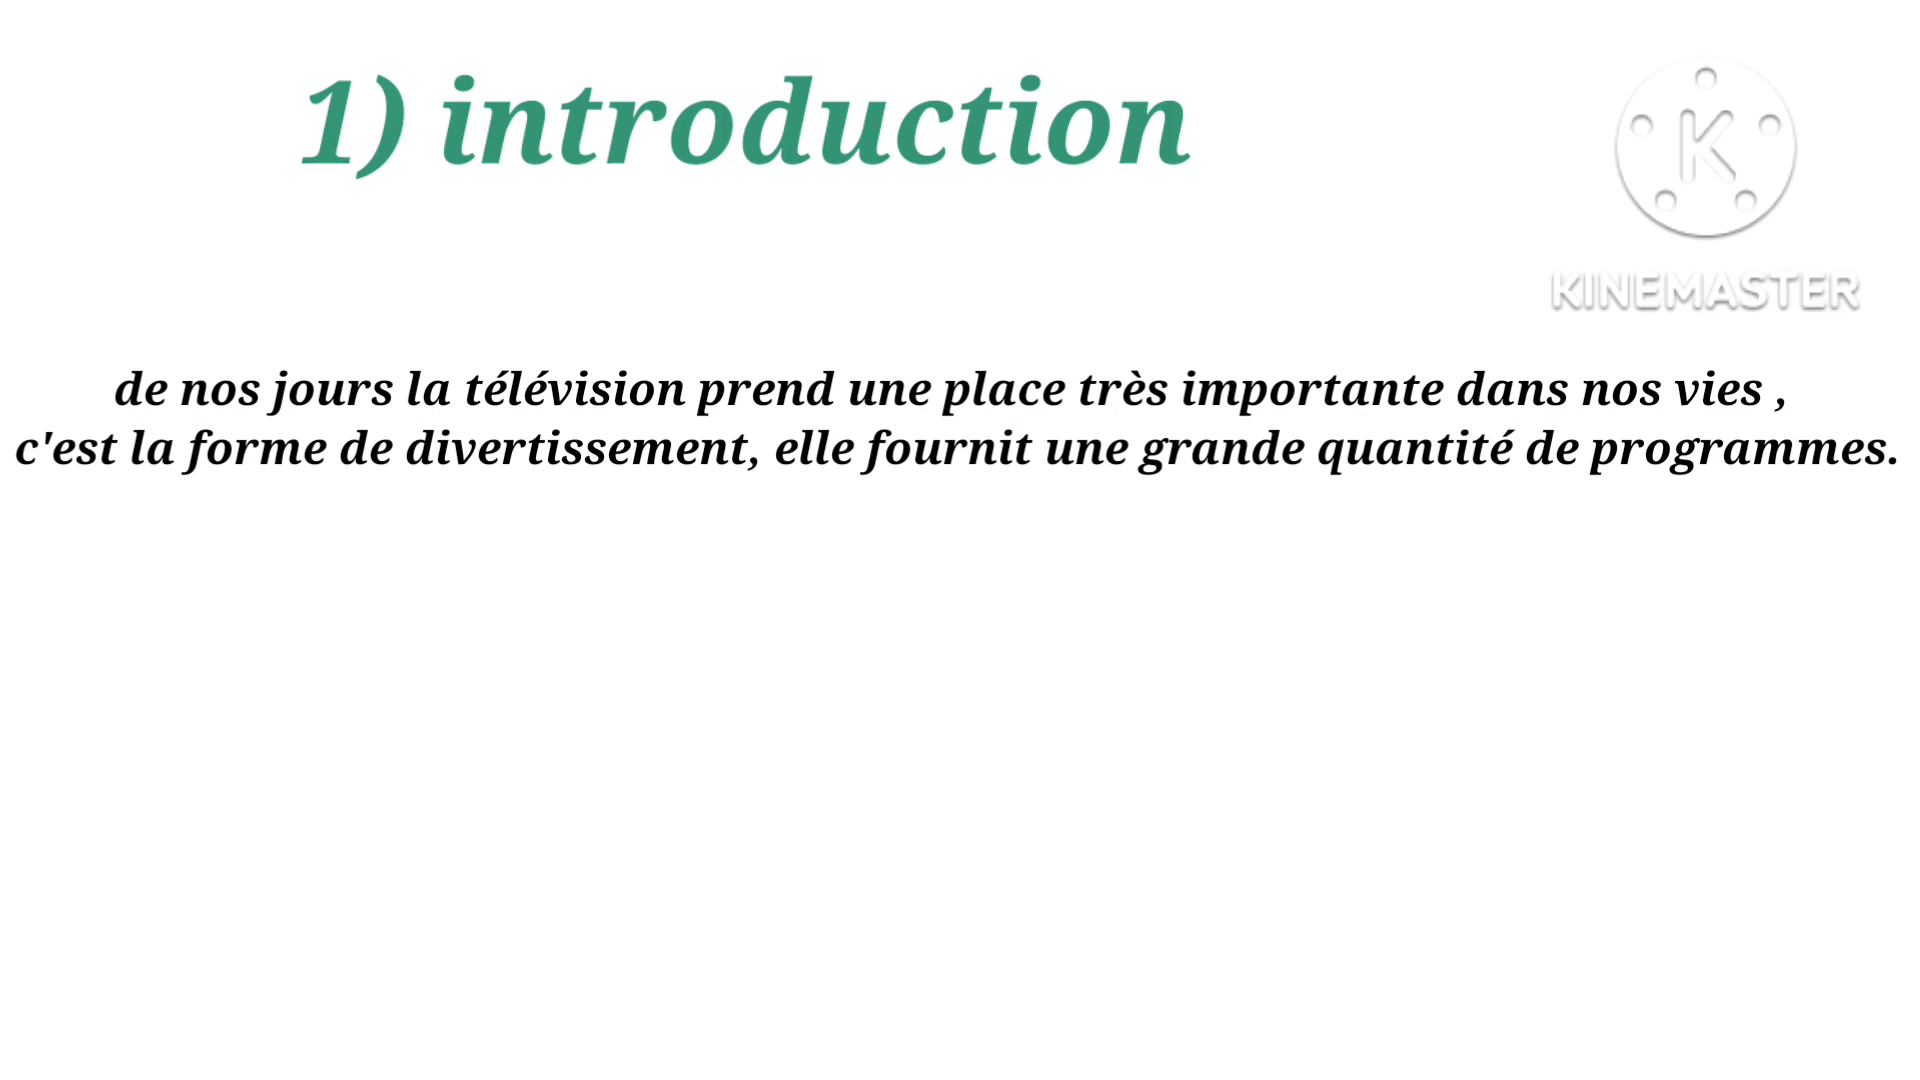 1) introduction
K
KINEMASTER
de nos jours la télévision prend une place très importante dans nos vies ,
c'est la forme de divertissement, elle fournit une grande quantité de programmes.